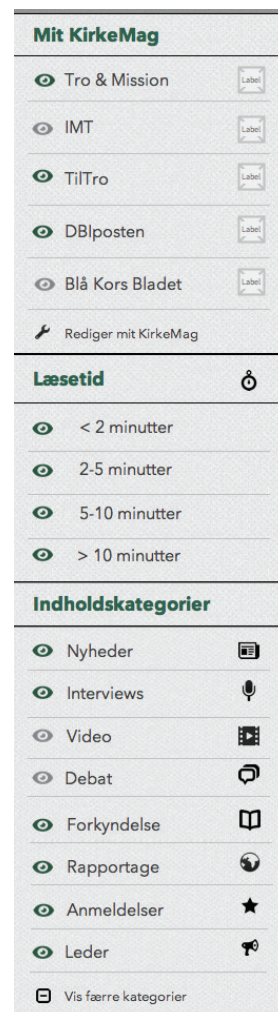 Mit KirkeMag
Tro & Mission Label
IMT Label
TilTro Label
DBIposten Label
Blå Kors Bladet Label
Rediger mit KirkeMag
Læsetid
< 2 minutter
2-5 minutter
5-10 minutter
> 10 minutter
Indholdskategorier
Nyheder
Interviews
Video
Debat
Forkyndelse
Rapportage
Anmeldelser
Leder
Vis færre kategorier